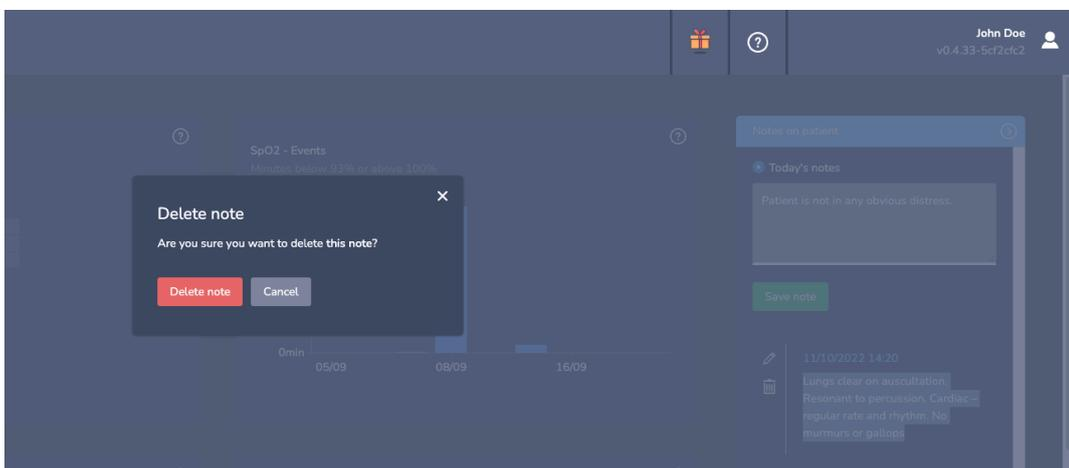 John Doe
v0.4.33-5cf2cfc2
SpO2 - Events
Minutes below 93% or above 100%
Delete note
Are you sure you want to delete this note?
Delete note
Cancel
0min
05/09
08/09
16/09
Notes on patient
Today's notes
Patient is not in any obvious distress.
Save note
11/10/2022 14:20
Lungs clear on auscultation.
Resonant to percussion. Cardiac –
regular rate and rhythm. No
murmurs or gallops